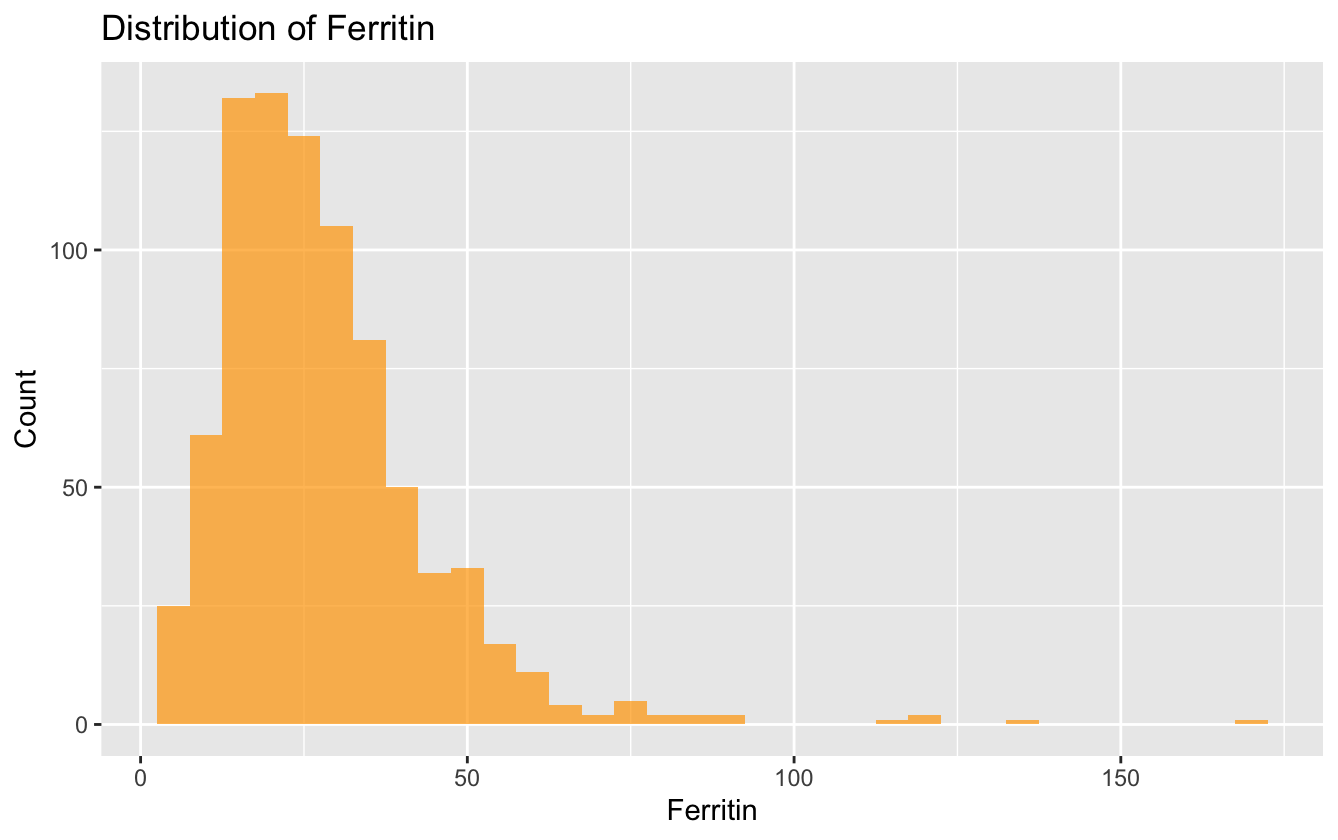 Distribution of Ferritin
100
50
0
Count
0 50 100 150
Ferritin